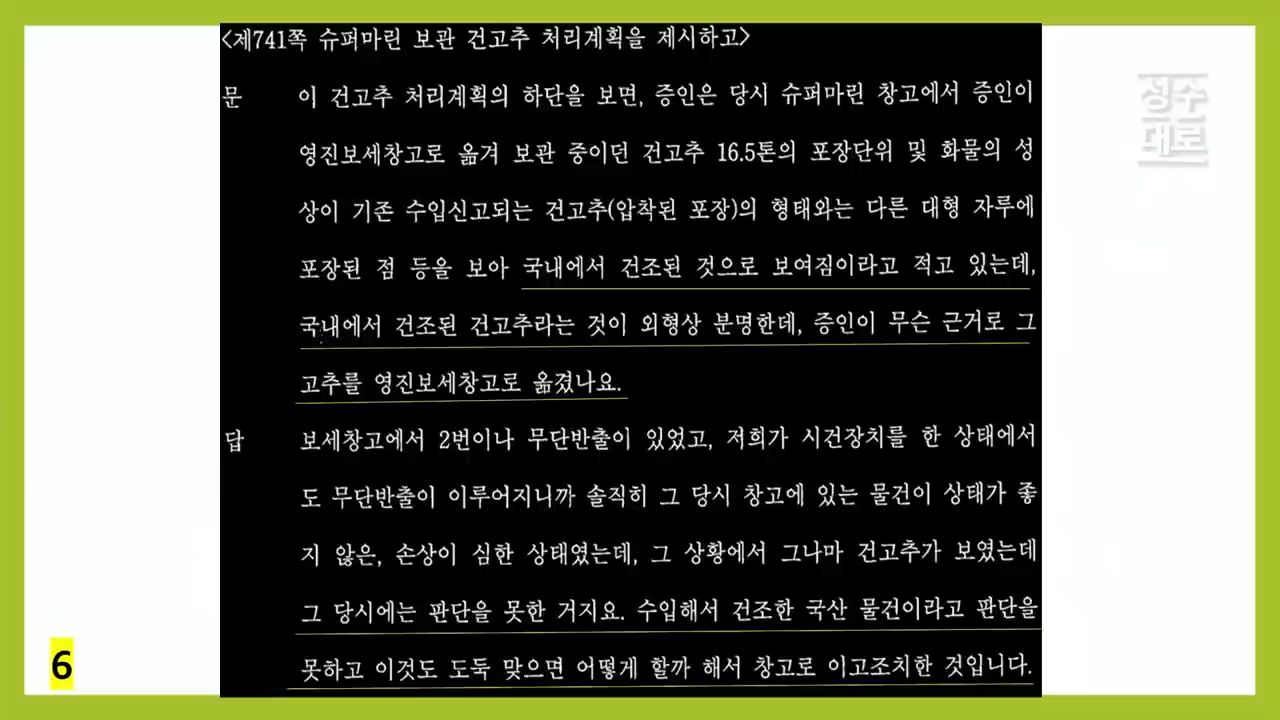 <제741쪽 슈퍼마린 보관 건고추 처리계획을 제시하고>
문 이 건고추 처리계획의 하단을 보면, 증인은 당시 슈퍼마린 창고에서 증인이
영진보세창고로 옮겨 보관 중이던 건고추 16.5톤의 포장단위 및 화물의 성
상이 기존 수입신고되는 건고추(압착된 포장)의 형태와는 다른 대형 자루에
포장된 점 등을 보아 국내에서 건조된 것으로 보여짐이라고 적고 있는데,
국내에서 건조된 건고추라는 것이 외형상 분명한데, 증인이 무슨 근거로 그
고추를 영진보세창고로 옮겼나요.
답 보세창고에서 2번이나 무단반출이 있었고, 저희가 시건장치를 한 상태에서
도 무단반출이 이루어지니까 솔직히 그 당시 창고에 있는 물건이 상태가 좋
지 않은, 손상이 심한 상태였는데, 그 상황에서 그나마 건고추가 보였는데
그 당시에는 판단을 못한 거지요. 수입해서 건조한 국산 물건이라고 판단을
못하고 이것도 도둑 맞으면 어떻게 할까 해서 창고로 이고조치한 것입니다.
성수
대로
6